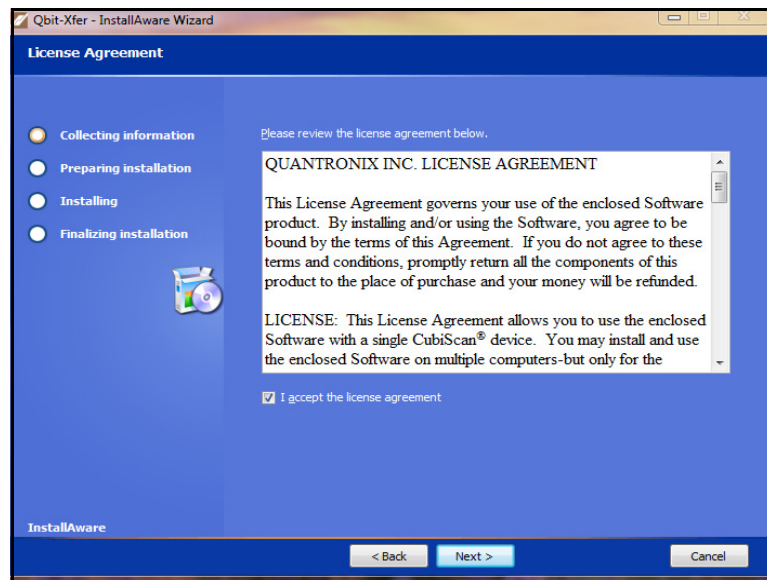 Qbit-Xfer - InstallAware Wizard
License Agreement
Collecting information
Preparing installation
Installing
Finalizing installation
Please review the license agreement below.
QUANTRONIX INC. LICENSE AGREEMENT
This License Agreement governs your use of the enclosed Software
product.  By installing and/or using the Software, you agree to be
bound by the terms of this Agreement.  If you do not agree to these
terms and conditions, promptly return all the components of this
product to the place of purchase and your money will be refunded.
LICENSE:  This License Agreement allows you to use the enclosed
Software with a single CubiScan® device.  You may install and use
the enclosed Software on multiple computers-but only for the
I accept the license agreement
InstallAware
< Back
Next >
Cancel